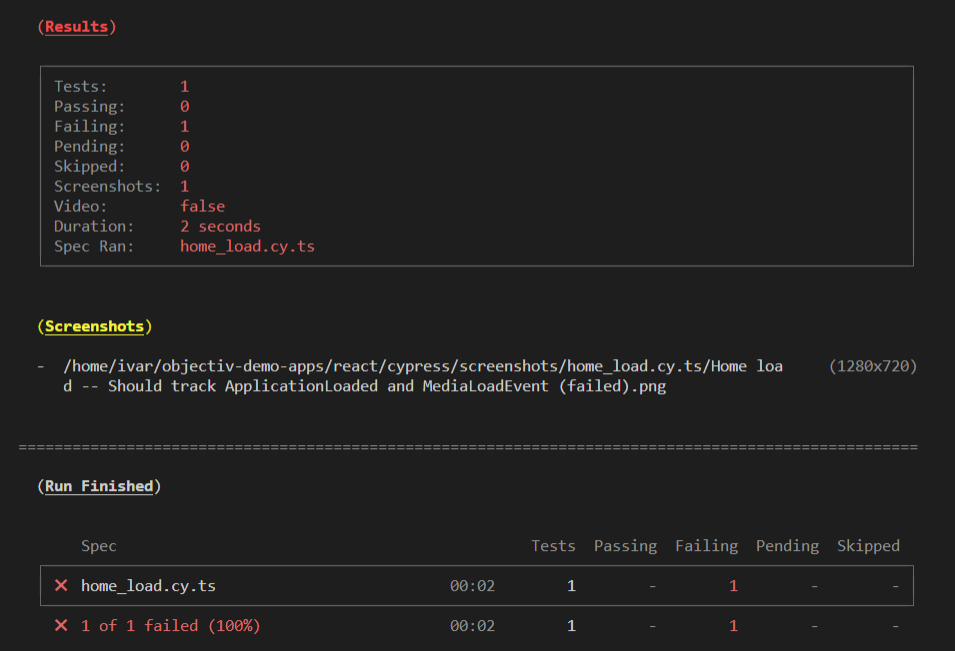 (Results)
Tests: 1
Passing: 0
Failing: 1
Pending: 0
Skipped: 0
Screenshots: 1
Video: false
Duration: 2 seconds
Spec Ran: home_load.cy.ts
(Screenshots)
- /home/ivar/objectiv-demo-apps/react/cypress/screenshots/home_load.cy.ts/Home loa (1280x720)
d -- Should track ApplicationLoaded and MediaLoadEvent (failed).png
====================================================================================================
(Run Finished)
Spec Tests Passing Failing Pending Skipped
✖ home_load.cy.ts 00:02 1 - 1 - -
✖ 1 of 1 failed (100%) 00:02 1 - 1 - -